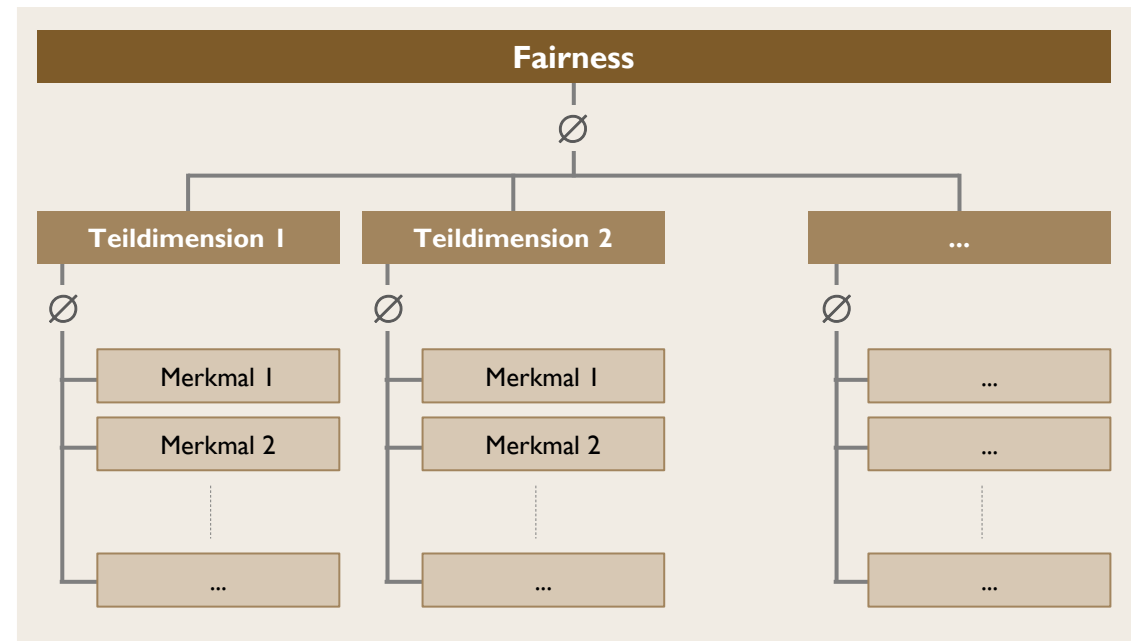 Fairness
∅
Teildimension 1
Teildimension 2
...
∅
∅
∅
Merkmal 1
Merkmal 1
...
Merkmal 2
Merkmal 2
...
...
...
...